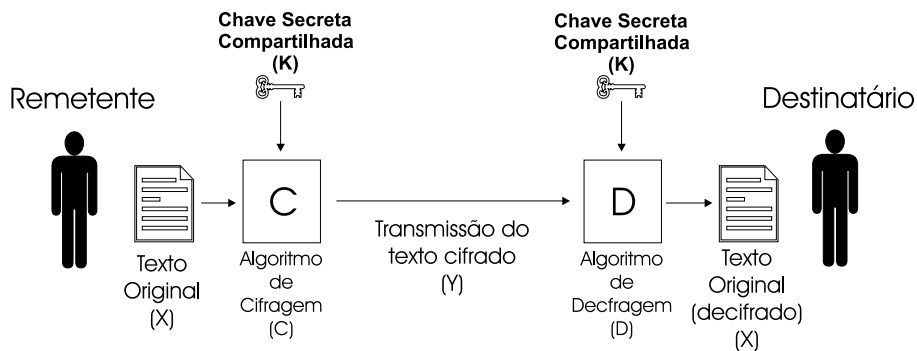 Chave Secreta
Compartilhada
(K)
Chave Secreta
Compartilhada
(K)
Remetente
Destinatário
C
D
Transmissão do
texto cifrado
(Y)
Texto
Original
(X)
Algoritmo
de
Cifragem
(C)
Algoritmo
de
Decfragem
(D)
Texto
Original
(decifrado)
(X)